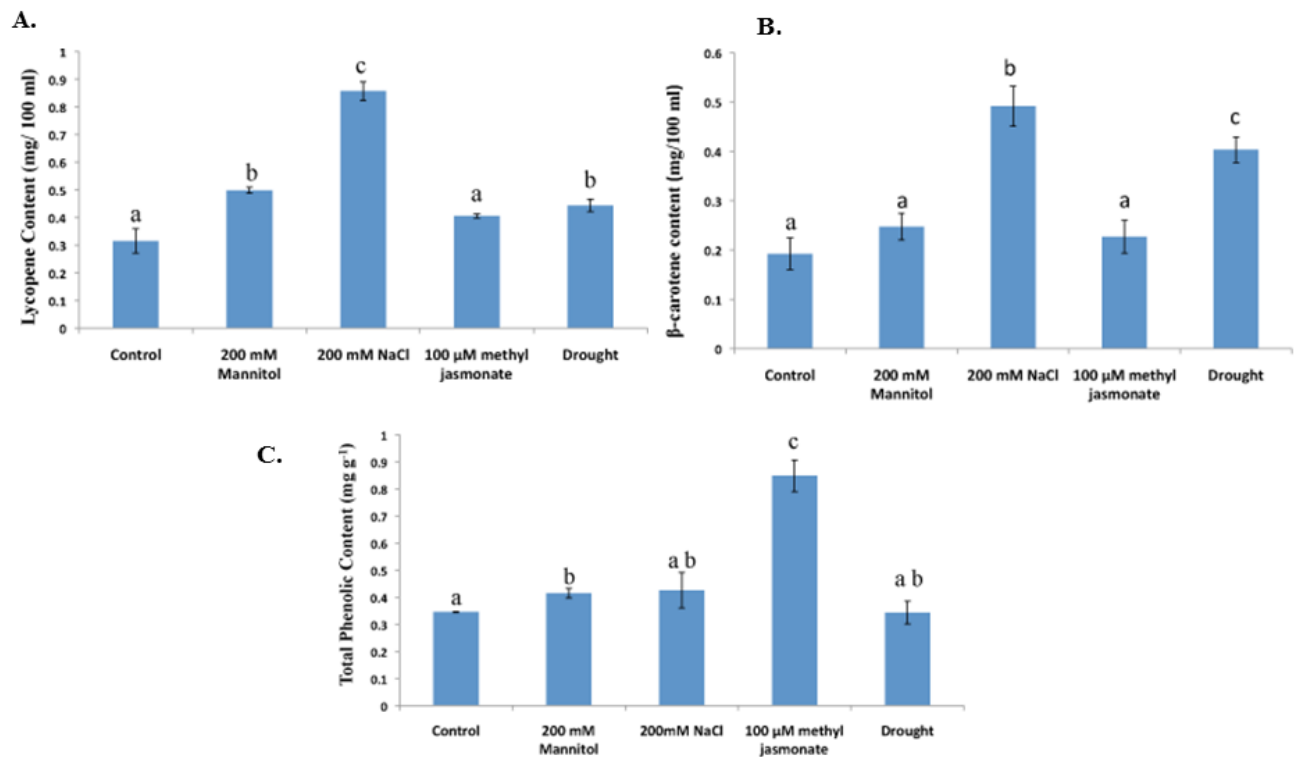 A.
Lycopene Content (mg/ 100 ml)
1
0.9
0.8
0.7
0.6
0.5
0.4
0.3
0.2
0.1
0
a
b
c
a
b
Control
200 mM
Mannitol
200 mM NaCl
100 µM methyl
jasmonate
Drought
B.
β-carotene content (mg/100 ml)
0.6
0.5
0.4
0.3
0.2
0.1
0
a
a
b
a
c
Control
200 mM
Mannitol
200 mM NaCl
100 µM methyl
jasmonate
Drought
C.
Total Phenolic Content (mg g⁻¹)
1
0.9
0.8
0.7
0.6
0.5
0.4
0.3
0.2
0.1
0
a
b
a b
c
a b
Control
200 mM
Mannitol
200mM NaCl
100 µM methyl
jasmonate
Drought